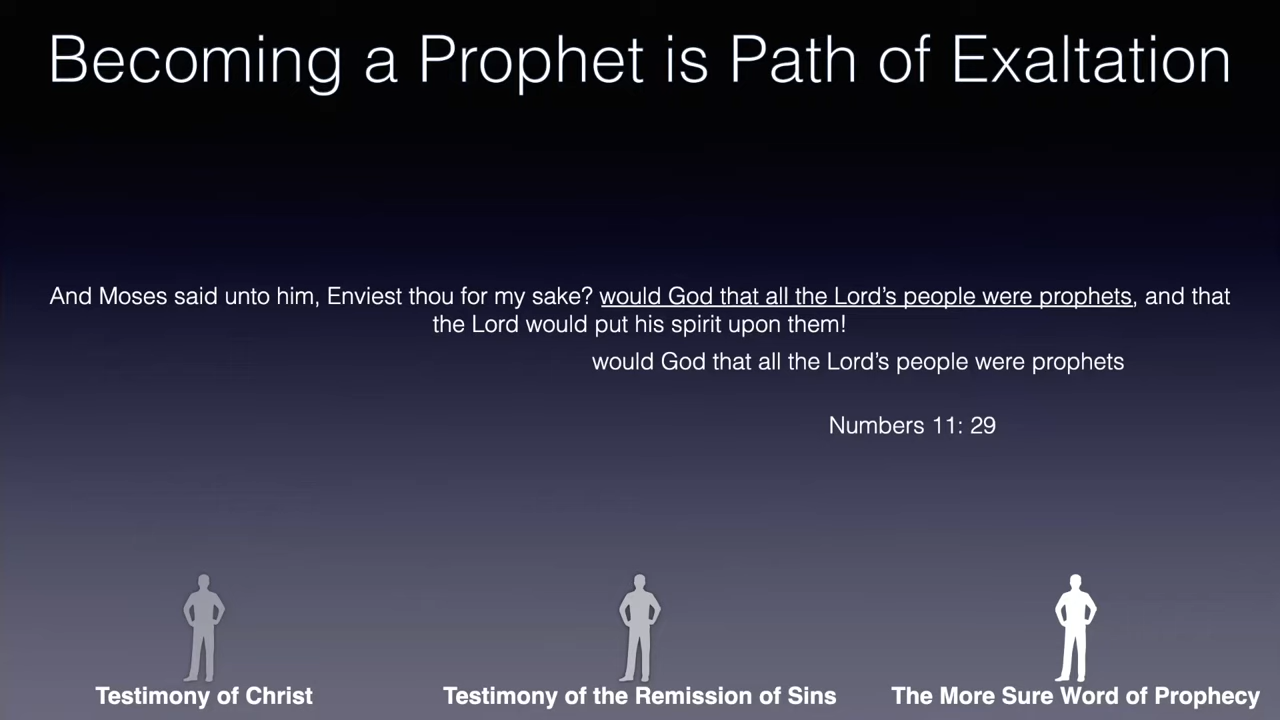 Becoming a Prophet is Path of Exaltation
And Moses said unto him, Enviest thou for my sake? would God that all the Lord’s people were prophets, and that
the Lord would put his spirit upon them!
would God that all the Lord’s people were prophets
Numbers 11: 29
Testimony of Christ
Testimony of the Remission of Sins
The More Sure Word of Prophecy